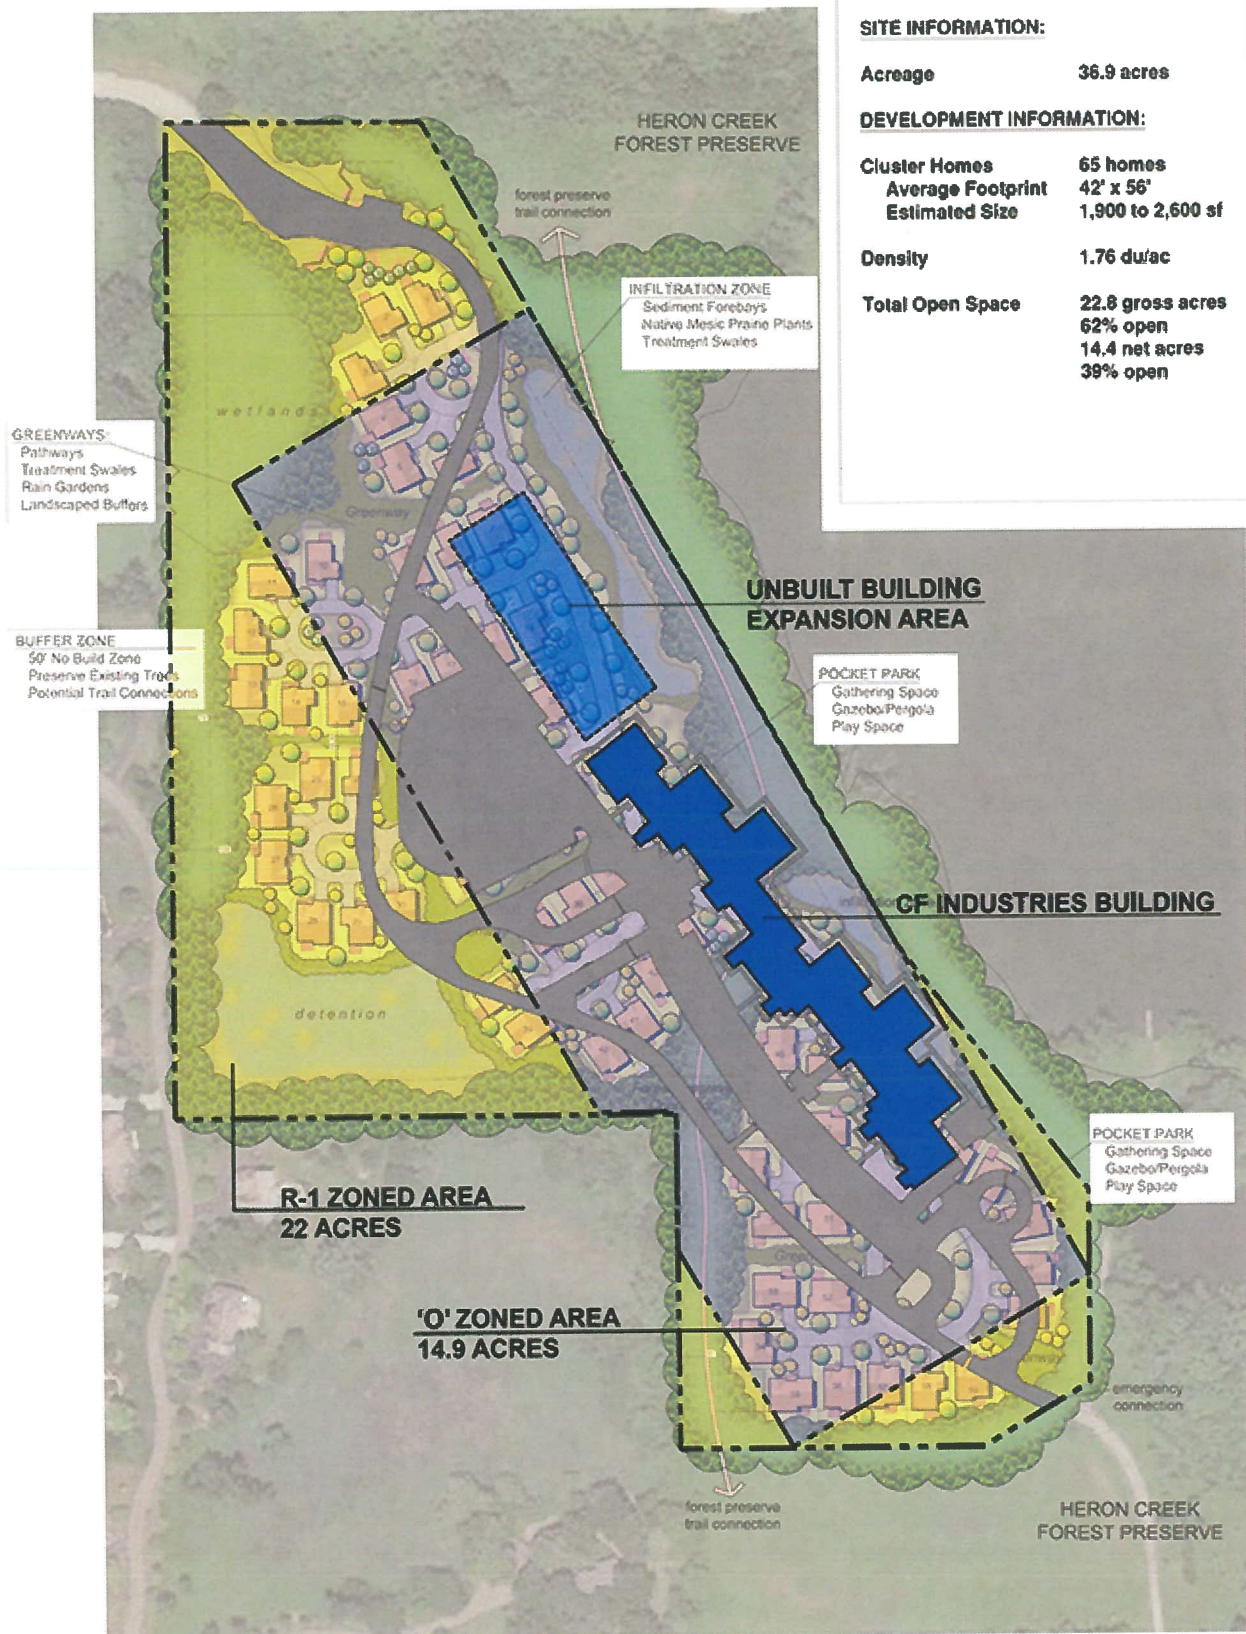 SITE INFORMATION:
Acreage 36.9 acres
DEVELOPMENT INFORMATION:
Cluster Homes 65 homes
Average Footprint 42' x 56'
Estimated Size 1,900 to 2,600 sf
Density 1.76 du/ac
Total Open Space 22.8 gross acres
62% open
14.4 net acres
39% open
HERON CREEK
FOREST PRESERVE
forest preserve
trail connection
INFILTRATION ZONE
Sediment Forebays
Native Mesic Prairie Plants
Treatment Swales
wetlands
GREENWAYS
Pathways
Treatment Swales
Rain Gardens
Landscaped Buffers
Greenway
UNBUILT BUILDING
EXPANSION AREA
BUFFER ZONE
50' No Build Zone
Preserve Existing Trees
Potential Trail Connections
POCKET PARK
Gathering Space
Gazebo/Pergola
Play Space
CF INDUSTRIES BUILDING
detention
POCKET PARK
Gathering Space
Gazebo/Pergola
Play Space
R-1 ZONED AREA
22 ACRES
'O' ZONED AREA
14.9 ACRES
emergency
connection
forest preserve
trail connection
HERON CREEK
FOREST PRESERVE